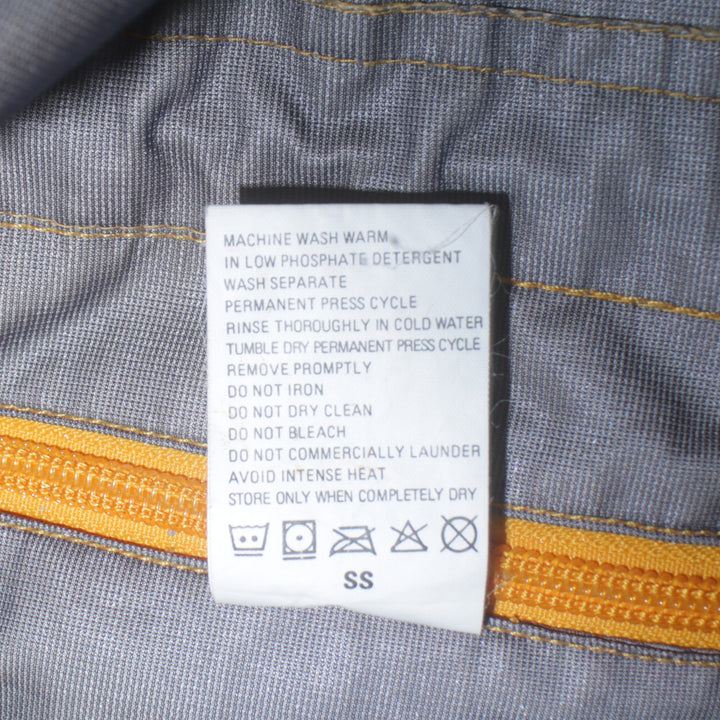 MACHINE WASH WARM
IN LOW PHOSPHATE DETERGENT
WASH SEPARATE
PERMANENT PRESS CYCLE
RINSE THOROUGHLY IN COLD WATER
TUMBLE DRY PERMANENT PRESS CYCLE
REMOVE PROMPTLY
DO NOT IRON
DO NOT DRY CLEAN
DO NOT BLEACH
DO NOT COMMERCIALLY LAUNDER
AVOID INTENSE HEAT
STORE ONLY WHEN COMPLETELY DRY
SS